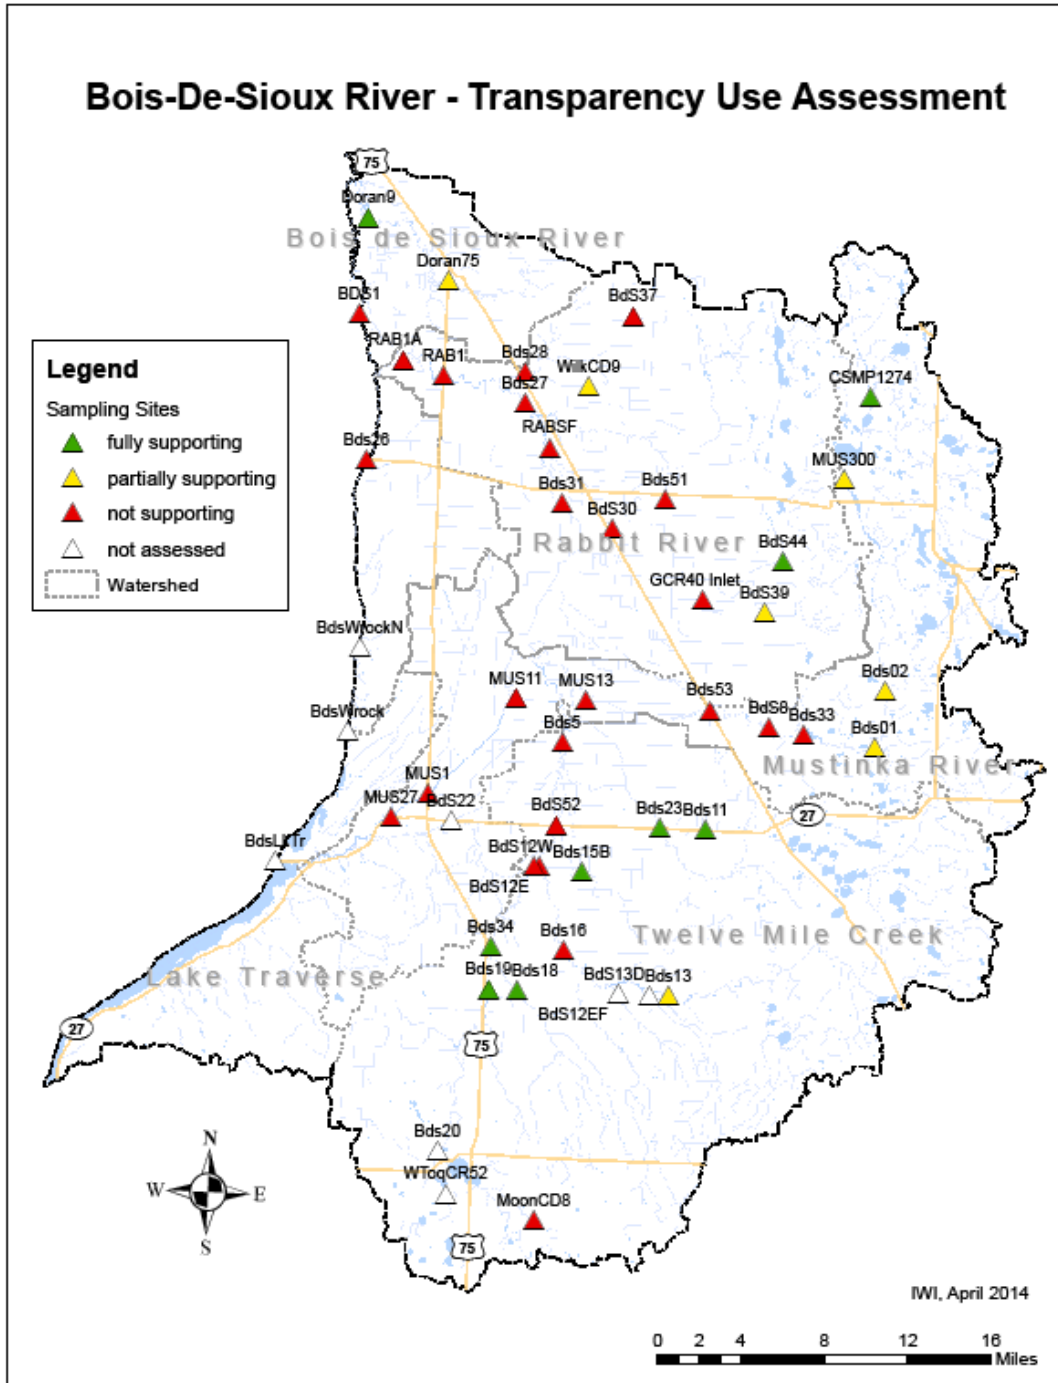 Bois-De-Sioux River - Transparency Use Assessment
75
Doran9
Bois de Sioux River
Doran75
BDS1
BdS37
RAB1A
RAB1
Bds28
WilkCD9
Bds27
CSMP1274
RABSF
Bds26
MUS300
Bds31
Bds51
BdS30
Rabbit River
BdS44
GCR40 Inlet
BdS39
Legend
Sampling Sites
fully supporting
partially supporting
not supporting
not assessed
Watershed
BdsWrockN
Bds02
MUS11
MUS13
Bds53
BdsWrock
Bds5
BdS8
Bds33
Bds01
Mustinka River
MUS1
MUS27
BdS22
BdS52
Bds23
Bds11
27
BdsLkTr
BdS12W
Bds15B
BdS12E
Bds34
Bds16
Twelve Mile Creek
Lake Traverse
Bds19
Bds18
BdS13D
Bds13
BdS12EF
27
75
Bds20
WToqCR52
MoonCD8
75
N
W
E
S
IWI, April 2014
0 2 4 8 12 16
Miles